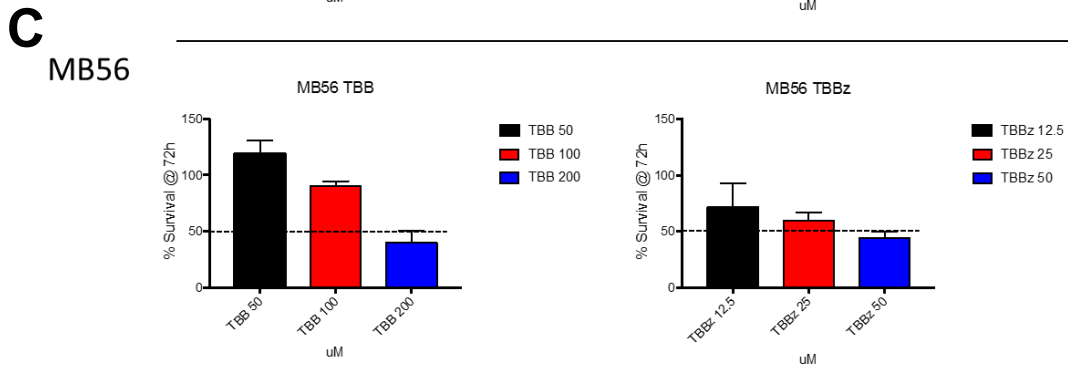 uM
uM
C
MB56
MB56 TBB
150
100
50
0
% Survival @ 72h
TBB 50
TBB 100
TBB 200
uM
TBB 50
TBB 100
TBB 200
MB56 TBBz
150
100
50
0
% Survival @ 72h
TBBz 12.5
TBBz 25
TBBz 50
uM
TBBz 12.5
TBBz 25
TBBz 50